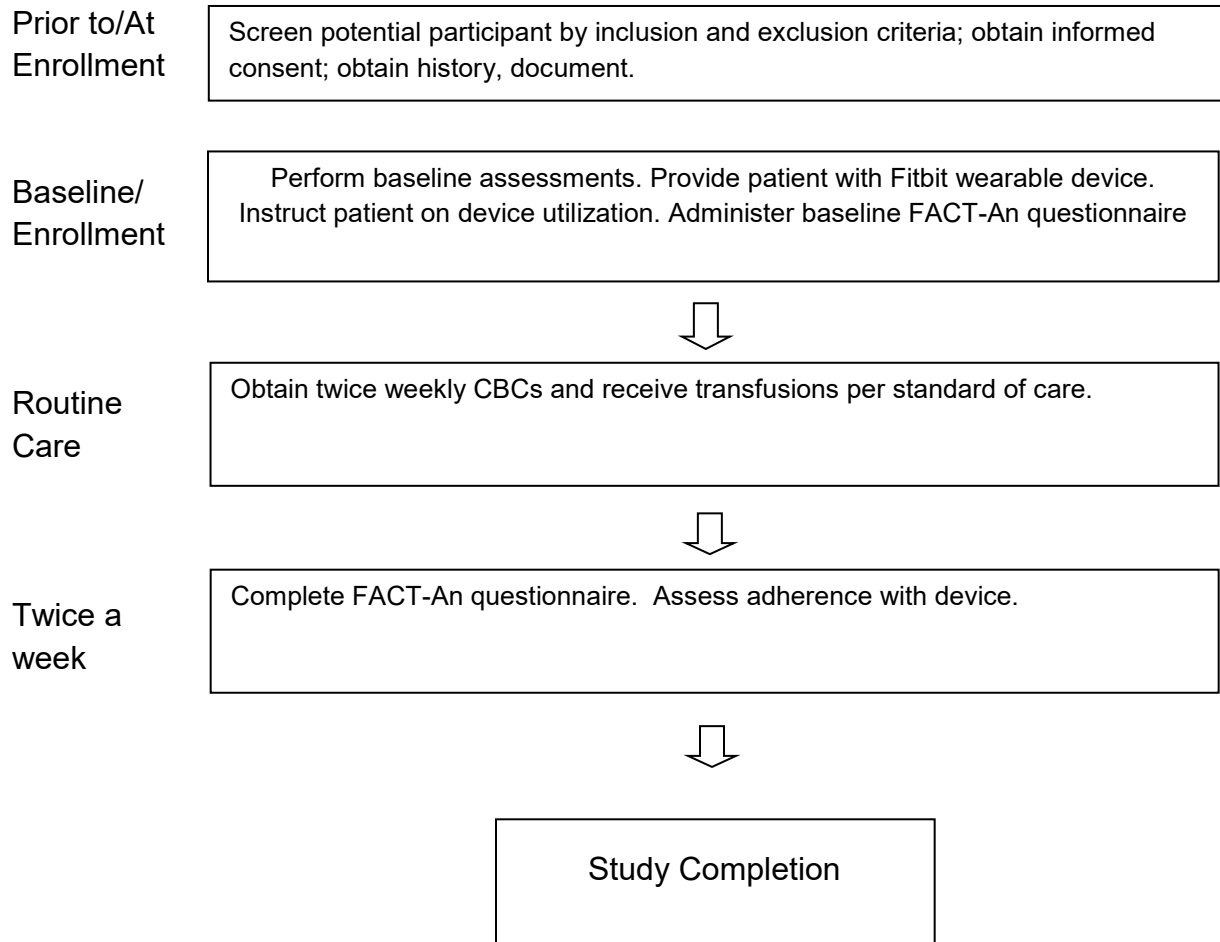 Prior to/At
Enrollment
Screen potential participant by inclusion and exclusion criteria; obtain informed
consent; obtain history, document.
Baseline/
Enrollment
Perform baseline assessments. Provide patient with Fitbit wearable device.
Instruct patient on device utilization. Administer baseline FACT-An questionnaire
Routine
Care
Obtain twice weekly CBCs and receive transfusions per standard of care.
Twice a
week
Complete FACT-An questionnaire.  Assess adherence with device.
Study Completion